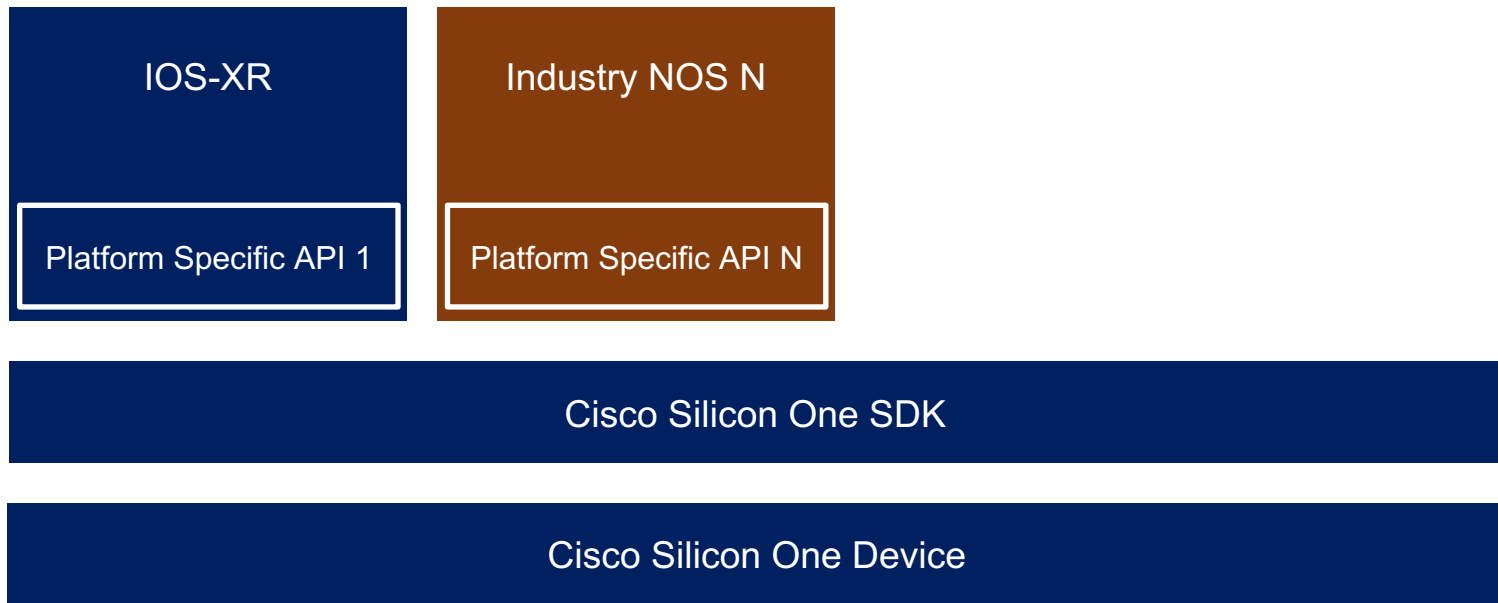 IOS-XR
Industry NOS N
Platform Specific API 1
Platform Specific API N
Cisco Silicon One SDK
Cisco Silicon One Device